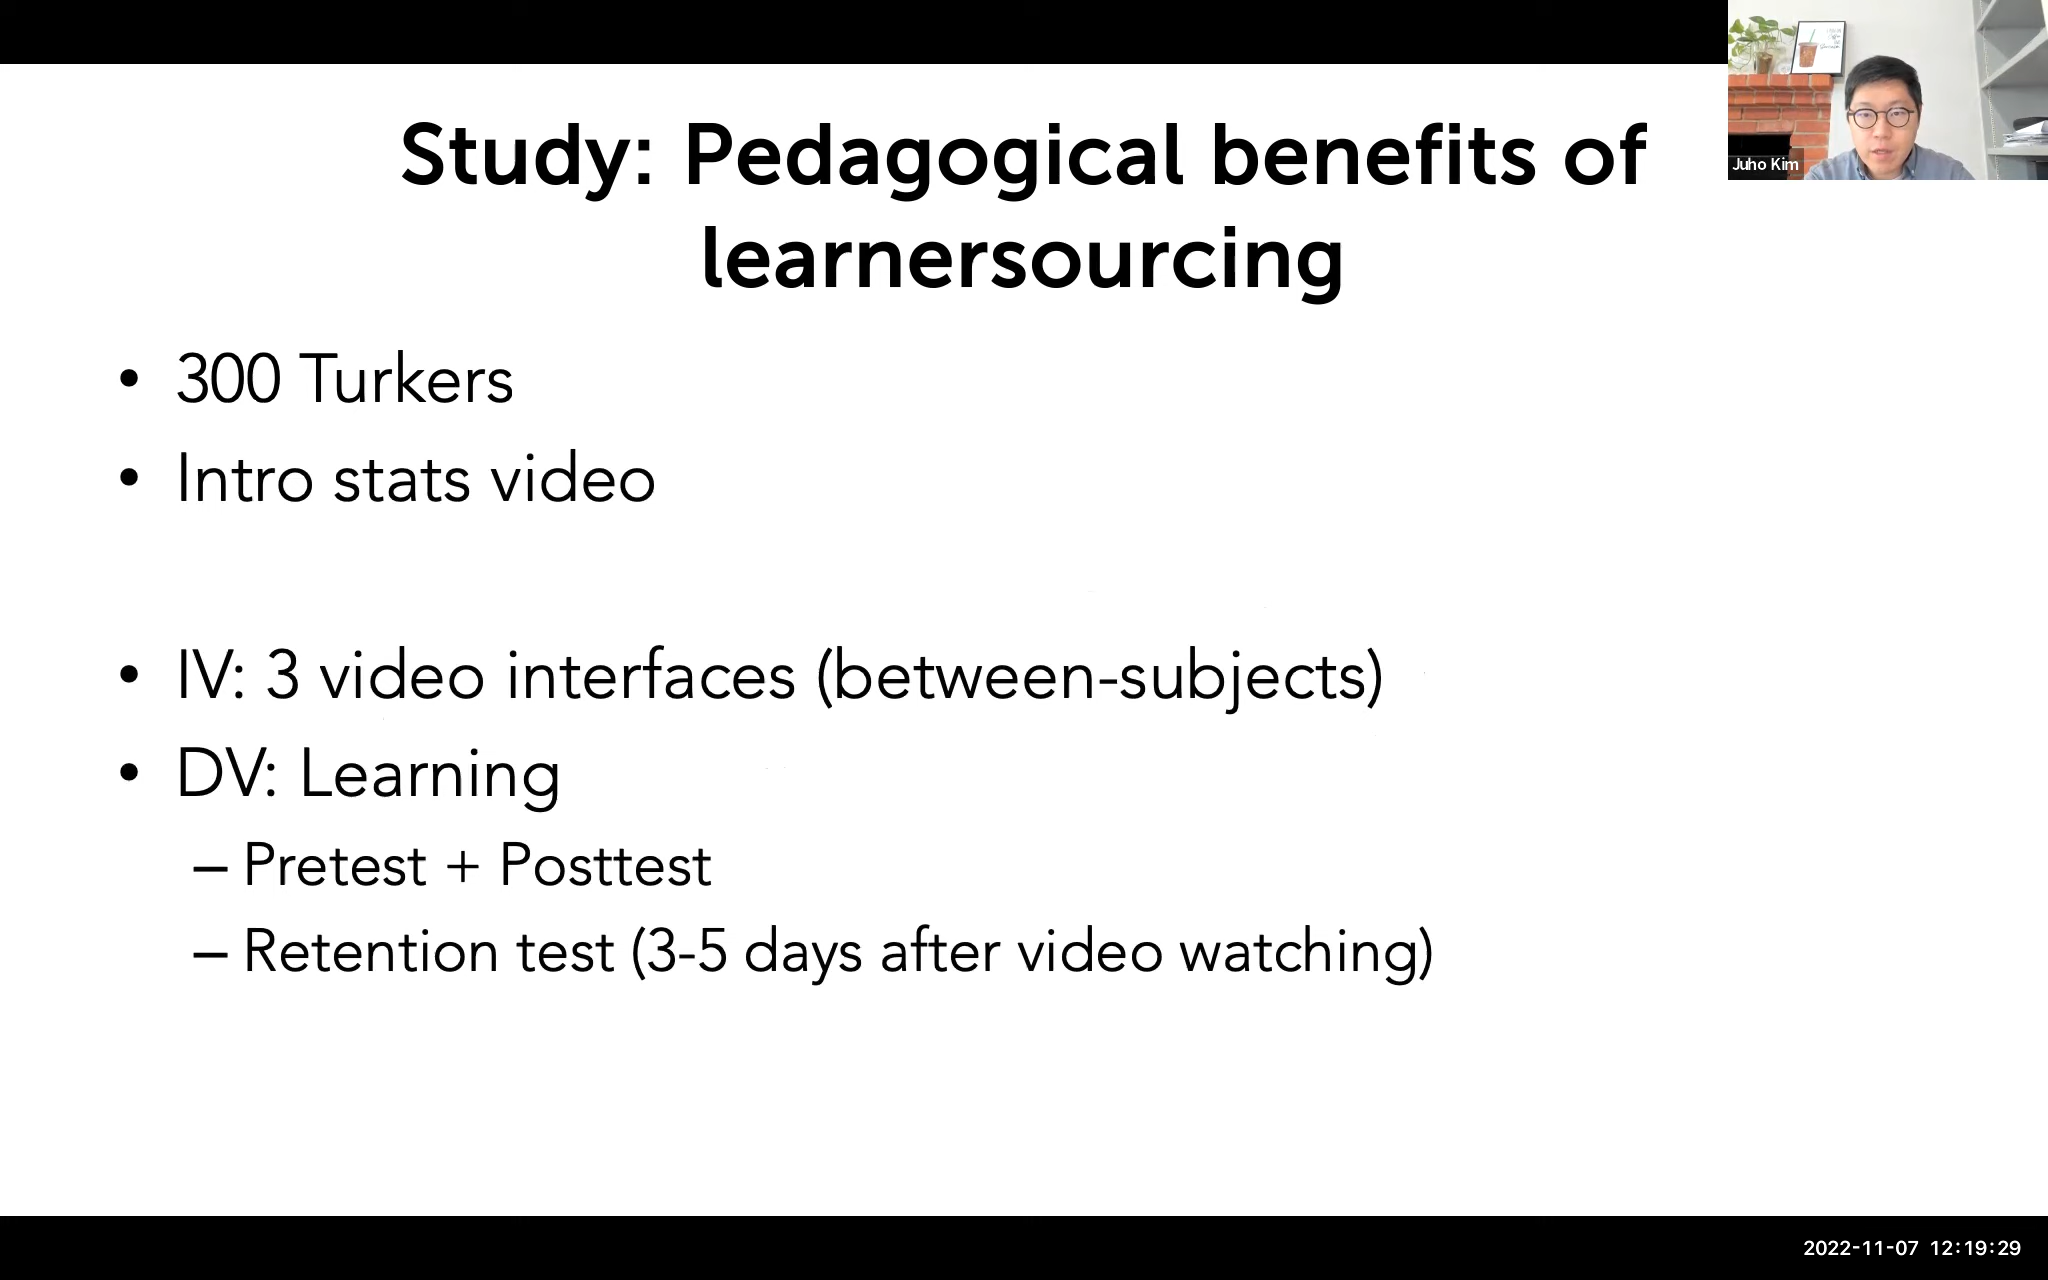 Study: Pedagogical benefits of
learnersourcing
• 300 Turkers
• Intro stats video
• IV: 3 video interfaces (between-subjects)
• DV: Learning
– Pretest + Posttest
– Retention test (3-5 days after video watching)
Juho Kim
2022-11-07 12:19:29